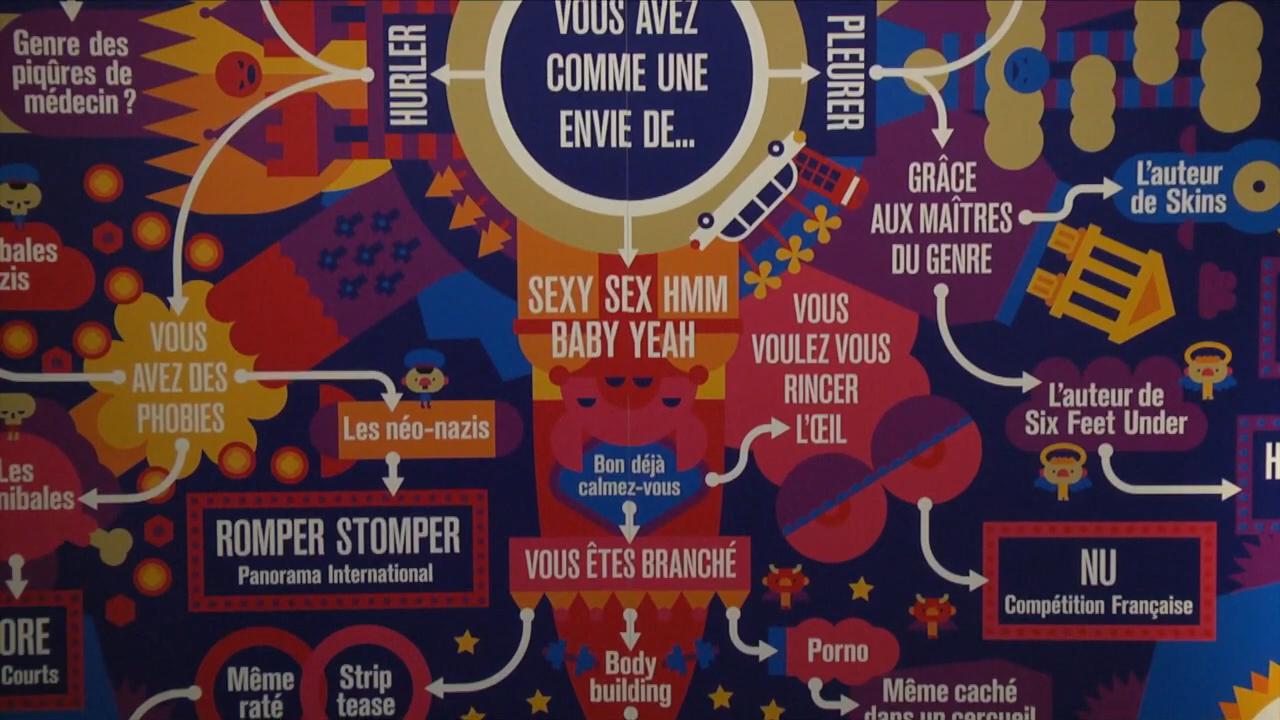 VOUS AVEZ
COMME UNE
ENVIE DE...
HURLER
PLEURER
Genre des
piqûres de
médecin ?
GRÂCE
AUX MAÎTRES
DU GENRE
L'auteur
de Skins
SEXY SEX HMM
BABY YEAH
VOUS
VOULEZ VOUS
RINCER
L'ŒIL
VOUS
AVEZ DES
PHOBIES
Les néo-nazis
L'auteur de
Six Feet Under
Bon déjà
calmez-vous
Les
nibales
ROMPER STOMPER
Panorama International
VOUS ÊTES BRANCHÉ
NU
Compétition Française
bales
zis
ORE
Courts
H
Même
raté
Strip
tease
Body
building
Porno
Même caché
dans un cercueil